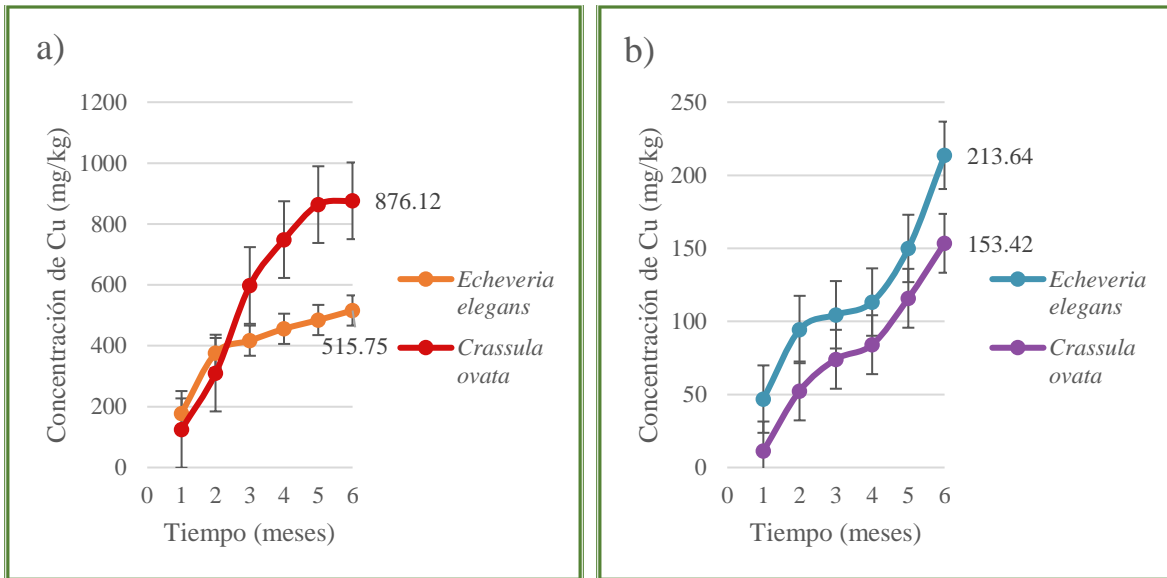 a)
Concentración de Cu (mg/kg)
1200
1000
800
600
400
200
0
0 1 2 3 4 5 6
Tiempo (meses)
876.12
515.75
Echeveria
elegans
Crassula
ovata
b)
Concentración de Cu (mg/kg)
250
200
150
100
50
0
0 1 2 3 4 5 6
Tiempo (meses)
213.64
153.42
Echeveria
elegans
Crassula
ovata